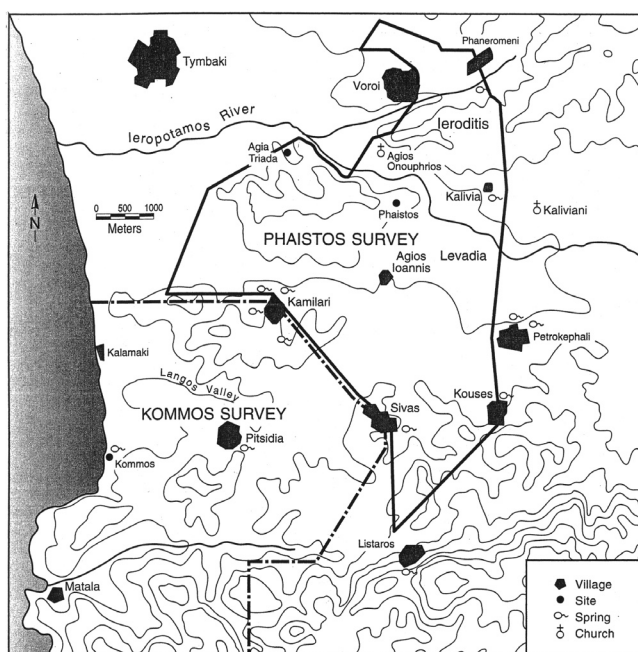 Phaneromeni
Tymbaki
Voroi
Ieropotamos River
Ieroditis
Agia
Triada
Agios
Onouphrios
Kalivia
Kaliviani
N
0 500 1000
Meters
Phaistos
PHAISTOS SURVEY
Agios
Ioannis
Levadia
Kamilari
Petrokephali
Kalamaki
Langos Valley
Kouses
KOMMOS SURVEY
Sivas
Pitsidia
Kommos
Listaros
Matala
Village
Site
Spring
Church